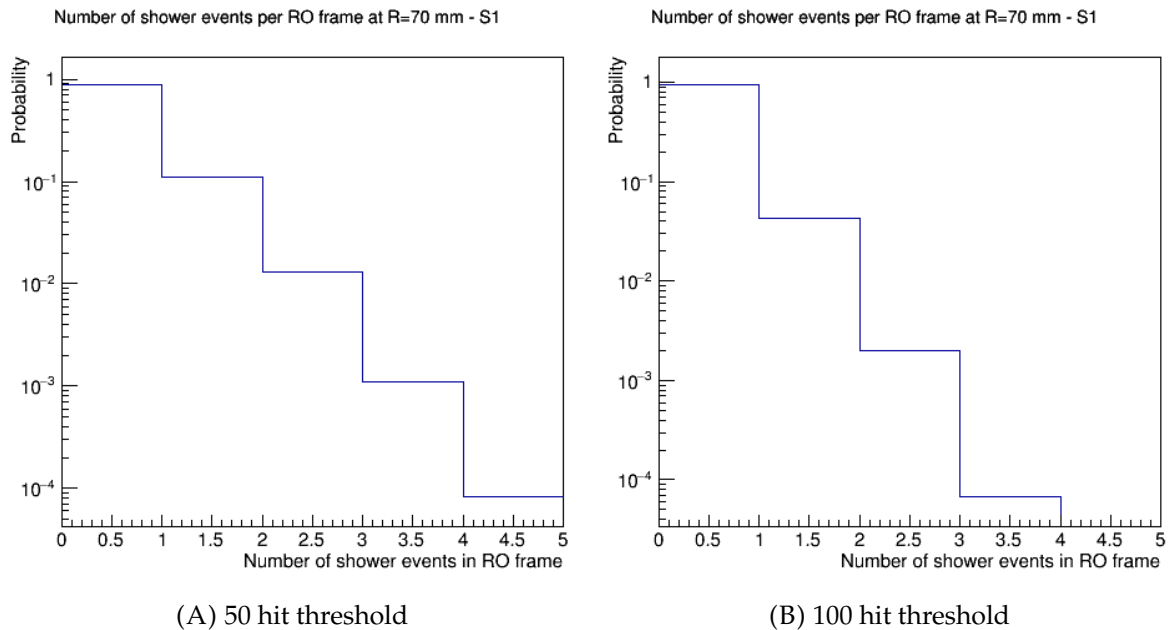 Number of shower events per RO frame at R=70 mm - S1
Probability
1
10⁻¹
10⁻²
10⁻³
10⁻⁴
0 0.5 1 1.5 2 2.5 3 3.5 4 4.5 5
Number of shower events in RO frame
(A) 50 hit threshold
Number of shower events per RO frame at R=70 mm - S1
Probability
1
10⁻¹
10⁻²
10⁻³
10⁻⁴
0 0.5 1 1.5 2 2.5 3 3.5 4 4.5 5
Number of shower events in RO frame
(B) 100 hit threshold